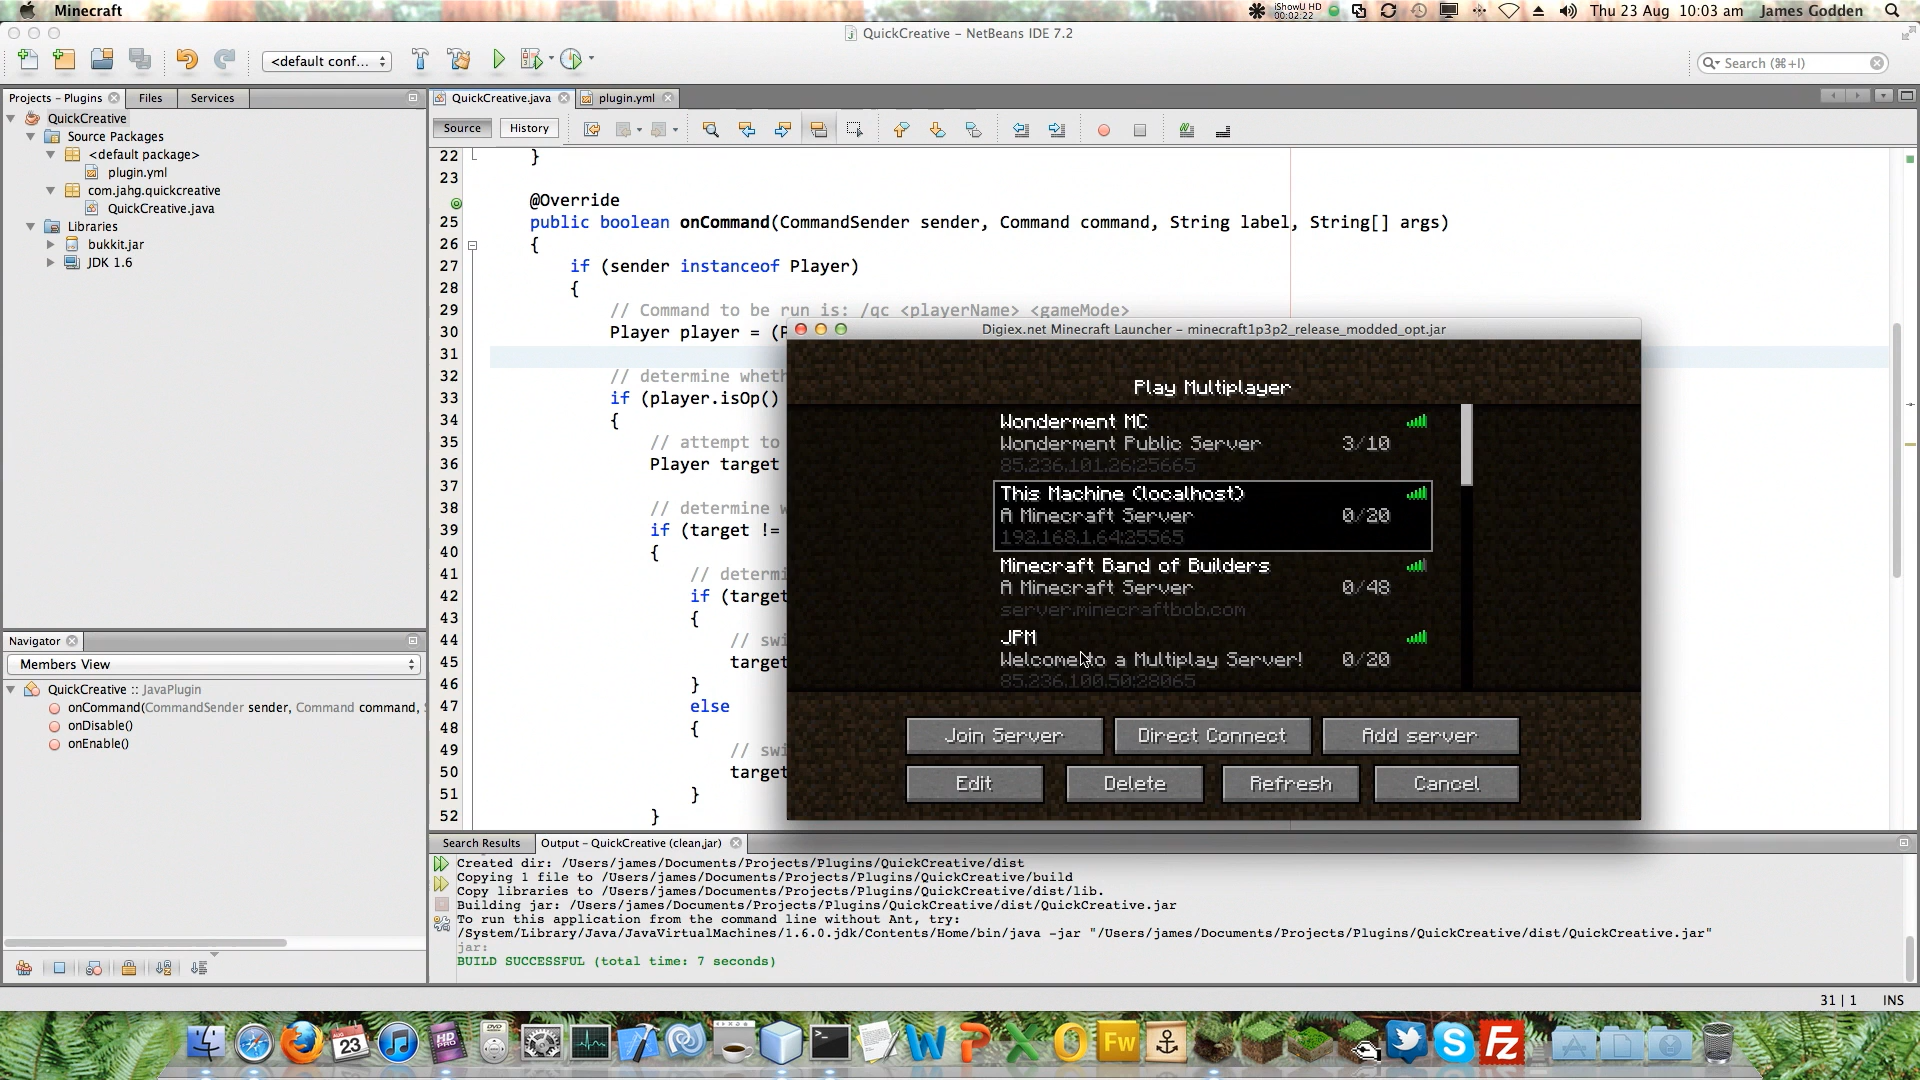 Minecraft
iShowU HD
00:02:22
Thu 23 Aug 10:03 am James Godden
QuickCreative – NetBeans IDE 7.2
<default conf...
Search (⌘+I)
Projects – Plugins
Files
Services
QuickCreative
Source Packages
<default package>
plugin.yml
com.jahg.quickcreative
QuickCreative.java
Libraries
bukkit.jar
JDK 1.6
QuickCreative.java
plugin.yml
Source
History
22 }
23
@Override
25 public boolean onCommand(CommandSender sender, Command command, String label, String[] args)
26 {
27 if (sender instanceof Player)
28 {
29 // Command to be run is: /qc <playerName> <gameMode>
30 Player player = (P
31
32 // determine wheth
33 if (player.isOp()
34 {
35 // attempt to
36 Player target
37
38 // determine w
39 if (target !=
40 {
41 // determi
42 if (target
43 {
44 // swi
45 target
46 }
47 else
48 {
49 // swi
50 target
51 }
52 }
Digiex.net Minecraft Launcher – minecraft1p3p2_release_modded_opt.jar
Play Multiplayer
Wonderment MC
Wonderment Public Server 3/10
85.236.101.26:25665
This Machine (localhost)
A Minecraft Server 0/20
192.168.1.64:25565
Minecraft Band of Builders
A Minecraft Server 0/48
server.minecraftbob.com
JPM
Welcome to a Multiplay Server! 0/20
85.236.100.50:28065
Join Server
Direct Connect
Add server
Edit
Delete
Refresh
Cancel
Navigator
Members View
QuickCreative :: JavaPlugin
onCommand(CommandSender sender, Command command,
onDisable()
onEnable()
Search Results
Output – QuickCreative (clean,jar)
Created dir: /Users/james/Documents/Projects/Plugins/QuickCreative/dist
Copying 1 file to /Users/james/Documents/Projects/Plugins/QuickCreative/build
Copy libraries to /Users/james/Documents/Projects/Plugins/QuickCreative/dist/lib.
Building jar: /Users/james/Documents/Projects/Plugins/QuickCreative/dist/QuickCreative.jar
To run this application from the command line without Ant, try:
/System/Library/Java/JavaVirtualMachines/1.6.0.jdk/Contents/Home/bin/java -jar "/Users/james/Documents/Projects/Plugins/QuickCreative/dist/QuickCreative.jar"
jar:
BUILD SUCCESSFUL (total time: 7 seconds)
31 | 1 INS
AUG
23
HD
PRO
DVD
W
P
X
O
Fw
S
Fz